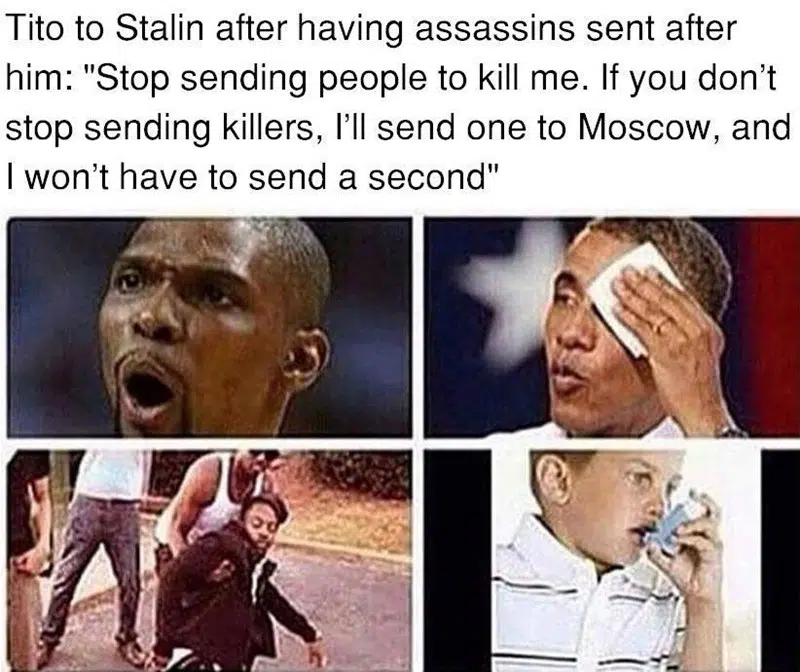 Tito to Stalin after having assassins sent after
him: "Stop sending people to kill me. If you don’t
stop sending killers, I’ll send one to Moscow, and
I won’t have to send a second"